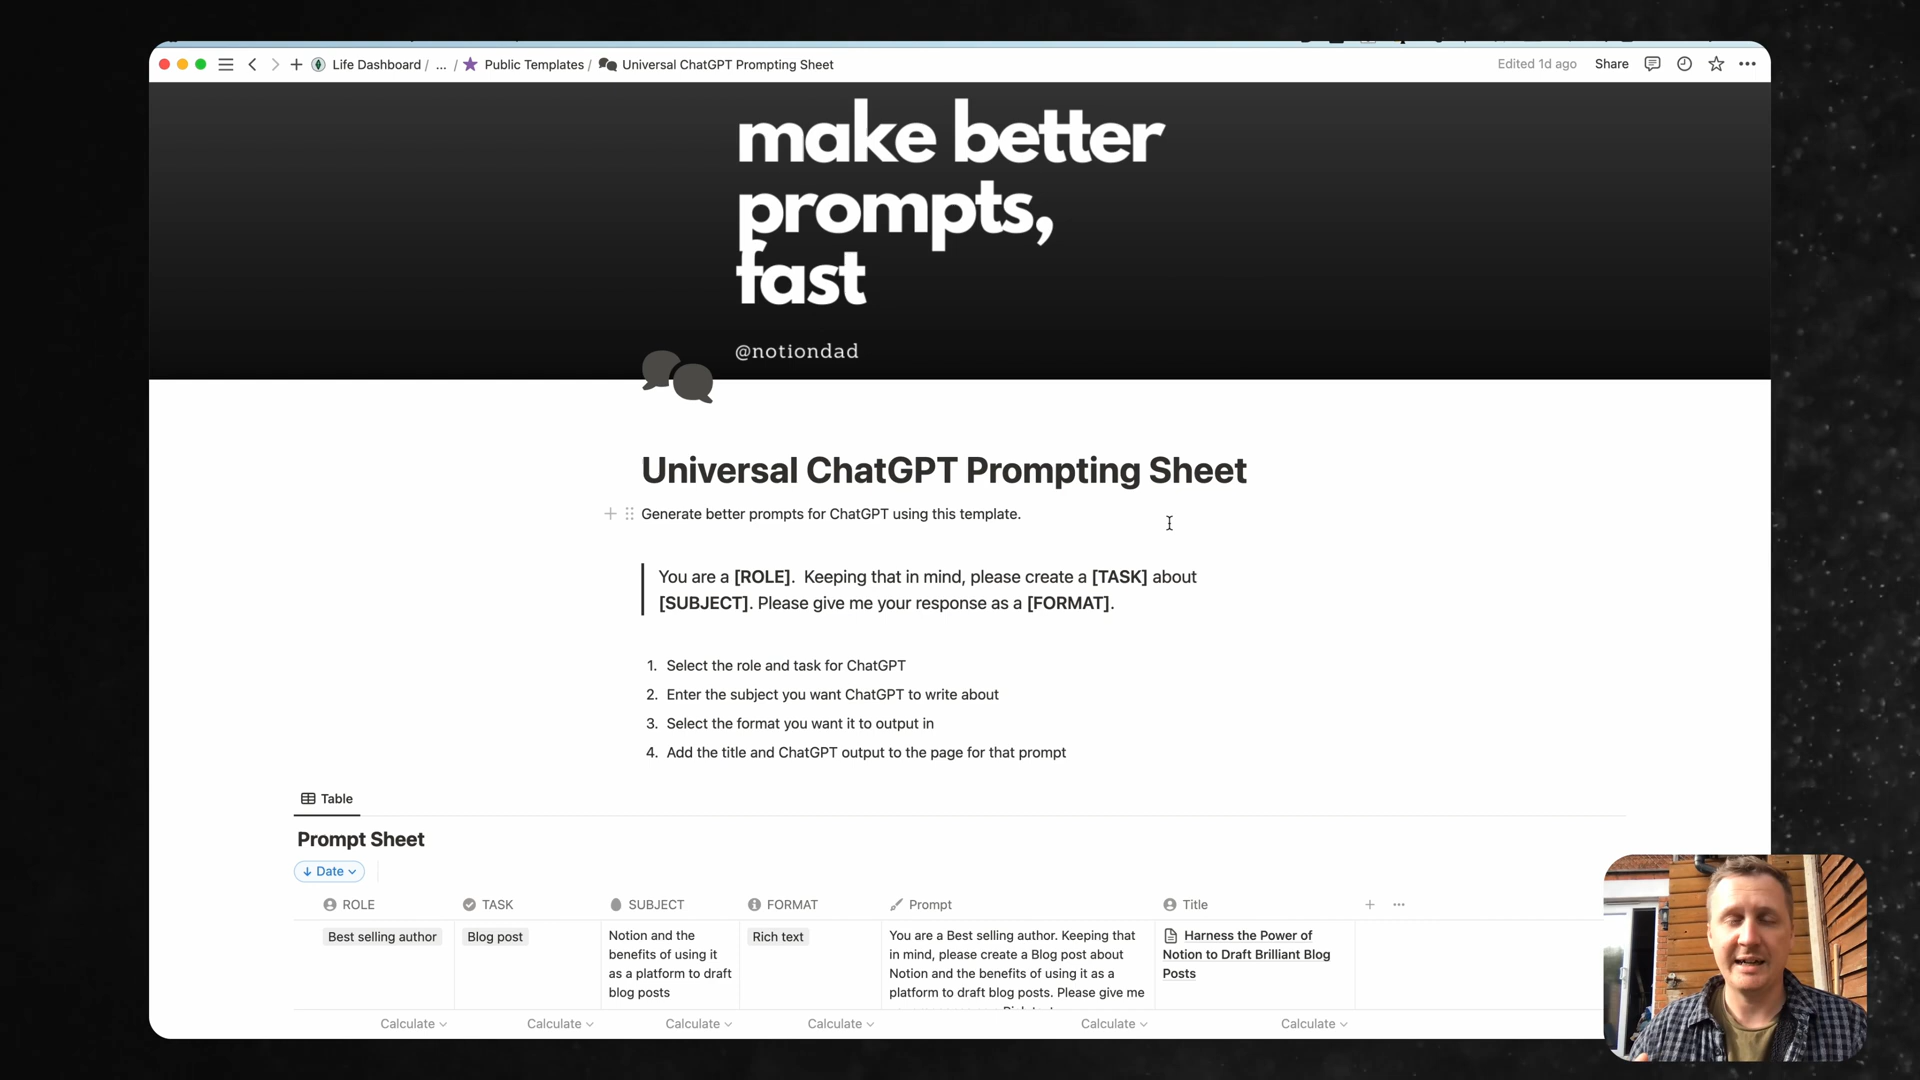 Life Dashboard / ... / Public Templates / Universal ChatGPT Prompting Sheet
Edited 1d ago Share
make better
prompts,
fast
@notiondad
Universal ChatGPT Prompting Sheet
Generate better prompts for ChatGPT using this template.
You are a [ROLE]. Keeping that in mind, please create a [TASK] about
[SUBJECT]. Please give me your response as a [FORMAT].
1. Select the role and task for ChatGPT
2. Enter the subject you want ChatGPT to write about
3. Select the format you want it to output in
4. Add the title and ChatGPT output to the page for that prompt
Table
Prompt Sheet
Date
ROLE TASK SUBJECT FORMAT Prompt Title
Best selling author
Blog post
Notion and the
benefits of using it
as a platform to draft
blog posts
Rich text
You are a Best selling author. Keeping that
in mind, please create a Blog post about
Notion and the benefits of using it as a
platform to draft blog posts. Please give me
Harness the Power of
Notion to Draft Brilliant Blog
Posts
Calculate Calculate Calculate Calculate Calculate Calculate